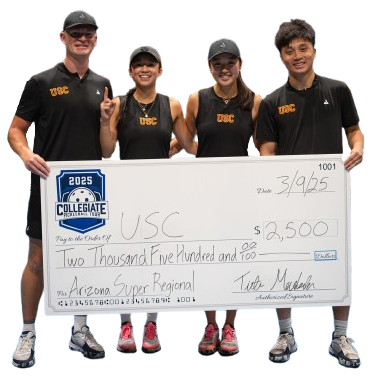 USC
USC
USC
USC
1001
2025
COLLEGIATE
PICKLEBALL TOUR
Date 3/9/25
Pay to the Order Of USC
$ 2,500
Two Thousand Five Hundred and 00/100 Dollars
For Arizona Super Regional
Authorized Signature